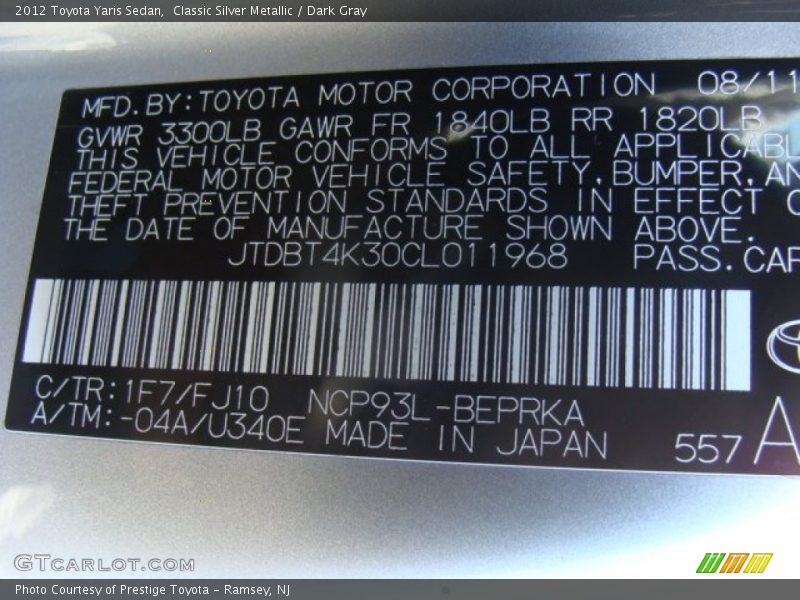 2012 Toyota Yaris Sedan,  Classic Silver Metallic / Dark Gray
MFD. BY: TOYOTA MOTOR CORPORATION 08/11
GVWR 3300LB GAWR FR 1840LB RR 1820LB
THIS VEHICLE CONFORMS TO ALL APPLICABL
FEDERAL MOTOR VEHICLE SAFETY, BUMPER, AN
THEFT PREVENTION STANDARDS IN EFFECT O
THE DATE OF MANUFACTURE SHOWN ABOVE.
JTDBT4K30CL011968 PASS. CAR
C/TR: 1F7/FJ10 NCP93L-BEPRKA
A/TM: -04A/U340E MADE IN JAPAN 557 A
GTCARLOT.COM
Photo Courtesy of Prestige Toyota - Ramsey, NJ